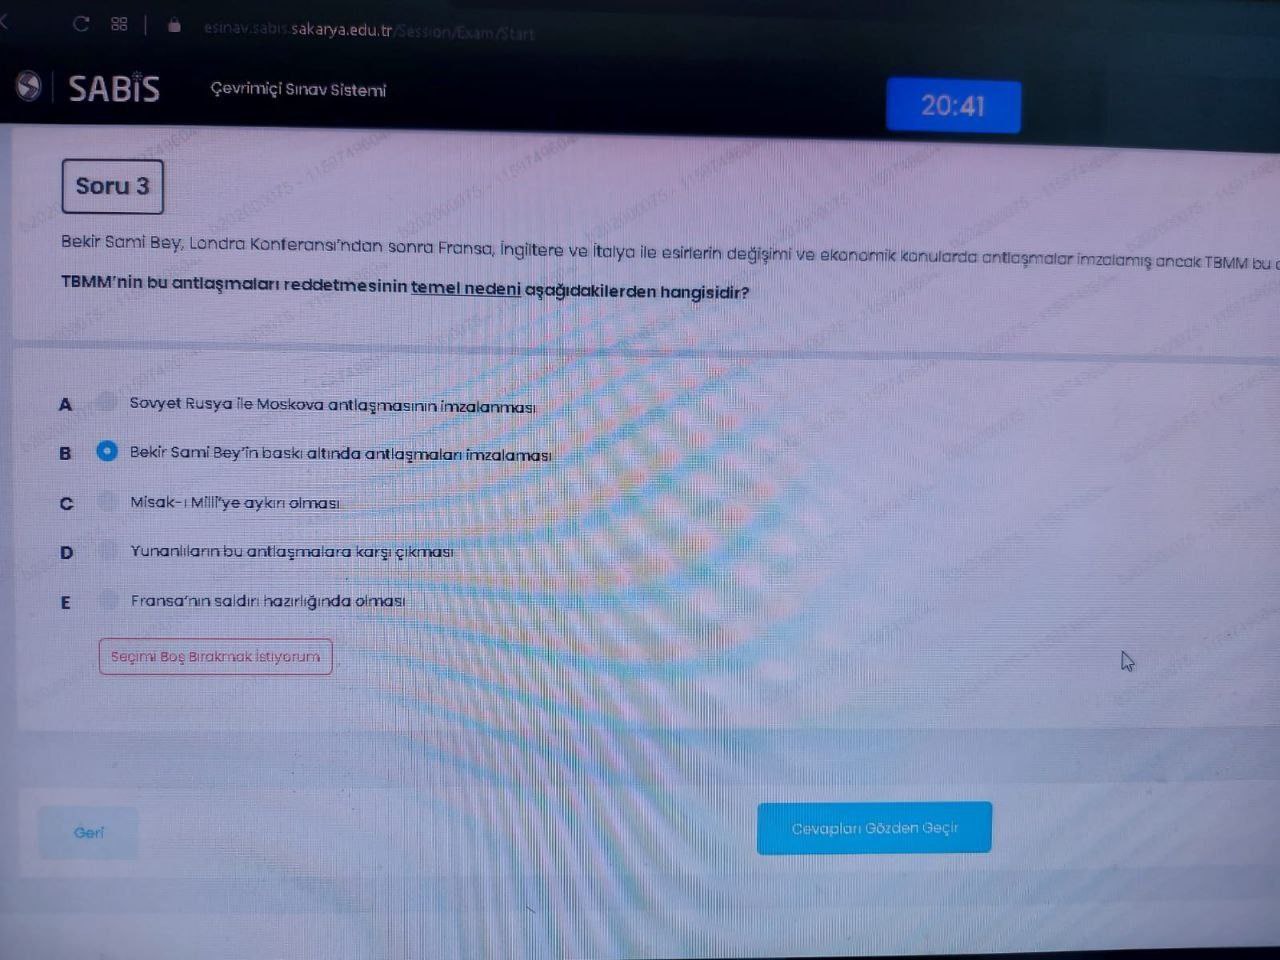 esinav.sabis.sakarya.edu.tr/Session/Exam/Start
SABİS
Çevrimiçi Sınav Sistemi
20:41
Soru 3
Bekir Sami Bey, Londra Konferansı'ndan sonra Fransa, İngiltere ve İtalya ile esirlerin değişimi ve ekonomik konularda antlaşmalar imzalamış ancak TBMM bu
TBMM'nin bu antlaşmaları reddetmesinin temel nedeni aşağıdakilerden hangisidir?
A Sovyet Rusya ile Moskova antlaşmasının imzalanması
B Bekir Sami Bey'in baskı altında antlaşmaları imzalaması
C Misak-ı Milli'ye aykırı olması
D Yunanlıların bu antlaşmalara karşı çıkması
E Fransa'nın saldırı hazırlığında olması
Seçimi Boş Bırakmak İstiyorum
Geri
Cevapları Gözden Geçir